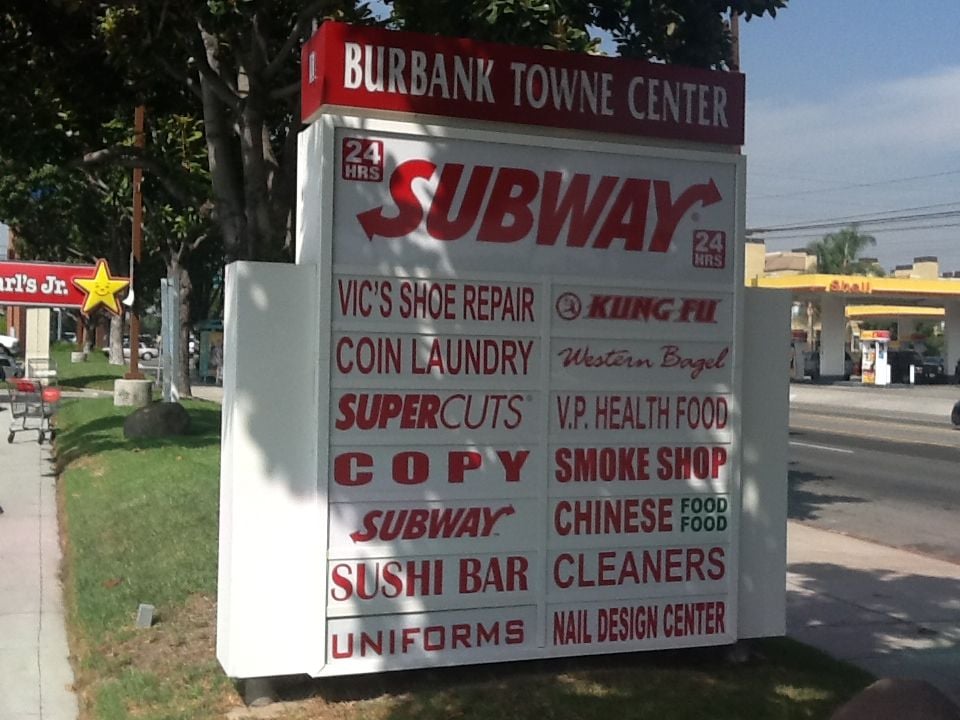 BURBANK TOWNE CENTER
24
HRS
SUBWAY
24
HRS
VIC'S SHOE REPAIR
KUNG FU
COIN LAUNDRY
Western Bagel
SUPERCUTS
V.P. HEALTH FOOD
COPY
SMOKE SHOP
SUBWAY
CHINESE FOOD
FOOD
SUSHI BAR
CLEANERS
UNIFORMS
NAIL DESIGN CENTER
arl's Jr.
Shell